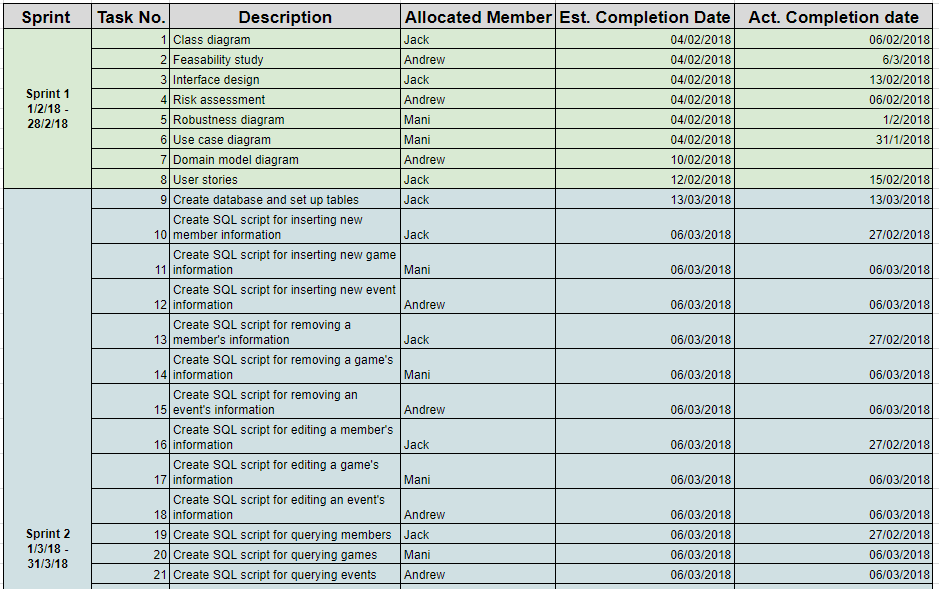 Sprint Task No. Description Allocated Member Est. Completion Date Act. Completion date
Sprint 1
1/2/18 -
28/2/18
1 Class diagram Jack 04/02/2018 06/02/2018
2 Feasability study Andrew 04/02/2018 6/3/2018
3 Interface design Jack 04/02/2018 13/02/2018
4 Risk assessment Andrew 04/02/2018 06/02/2018
5 Robustness diagram Mani 04/02/2018 1/2/2018
6 Use case diagram Mani 04/02/2018 31/1/2018
7 Domain model diagram Andrew 10/02/2018
8 User stories Jack 12/02/2018 15/02/2018
Sprint 2
1/3/18 -
31/3/18
9 Create database and set up tables Jack 13/03/2018 13/03/2018
Create SQL script for inserting new
10 member information Jack 06/03/2018 27/02/2018
Create SQL script for inserting new game
11 information Mani 06/03/2018 06/03/2018
Create SQL script for inserting new event
12 information Andrew 06/03/2018 06/03/2018
Create SQL script for removing a
13 member's information Jack 06/03/2018 27/02/2018
Create SQL script for removing a game's
14 information Mani 06/03/2018 06/03/2018
Create SQL script for removing an
15 event's information Andrew 06/03/2018 06/03/2018
Create SQL script for editing a member's
16 information Jack 06/03/2018 27/02/2018
Create SQL script for editing a game's
17 information Mani 06/03/2018 06/03/2018
Create SQL script for editing an event's
18 information Andrew 06/03/2018 06/03/2018
19 Create SQL script for querying members Jack 06/03/2018 27/02/2018
20 Create SQL script for querying games Mani 06/03/2018 06/03/2018
21 Create SQL script for querying events Andrew 06/03/2018 06/03/2018